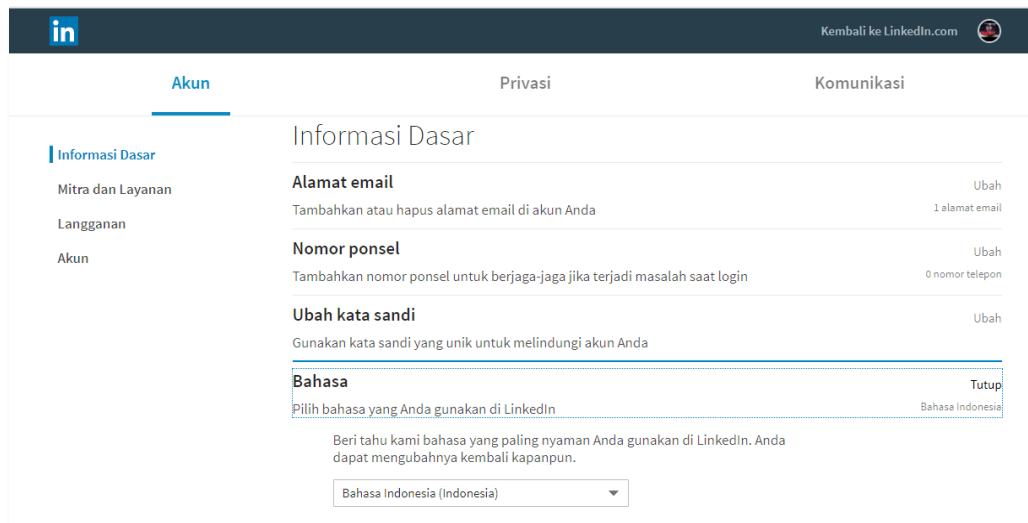 in
Kembali ke LinkedIn.com
Akun
Privasi
Komunikasi
Informasi Dasar
Mitra dan Layanan
Langganan
Akun
Informasi Dasar
Alamat email
Ubah
Tambahkan atau hapus alamat email di akun Anda
1 alamat email
Nomor ponsel
Ubah
Tambahkan nomor ponsel untuk berjaga-jaga jika terjadi masalah saat login
0 nomor telepon
Ubah kata sandi
Ubah
Gunakan kata sandi yang unik untuk melindungi akun Anda
Bahasa
Tutup
Pilih bahasa yang Anda gunakan di LinkedIn
Bahasa Indonesia
Beri tahu kami bahasa yang paling nyaman Anda gunakan di LinkedIn. Anda
dapat mengubahnya kembali kapanpun.
Bahasa Indonesia (Indonesia)